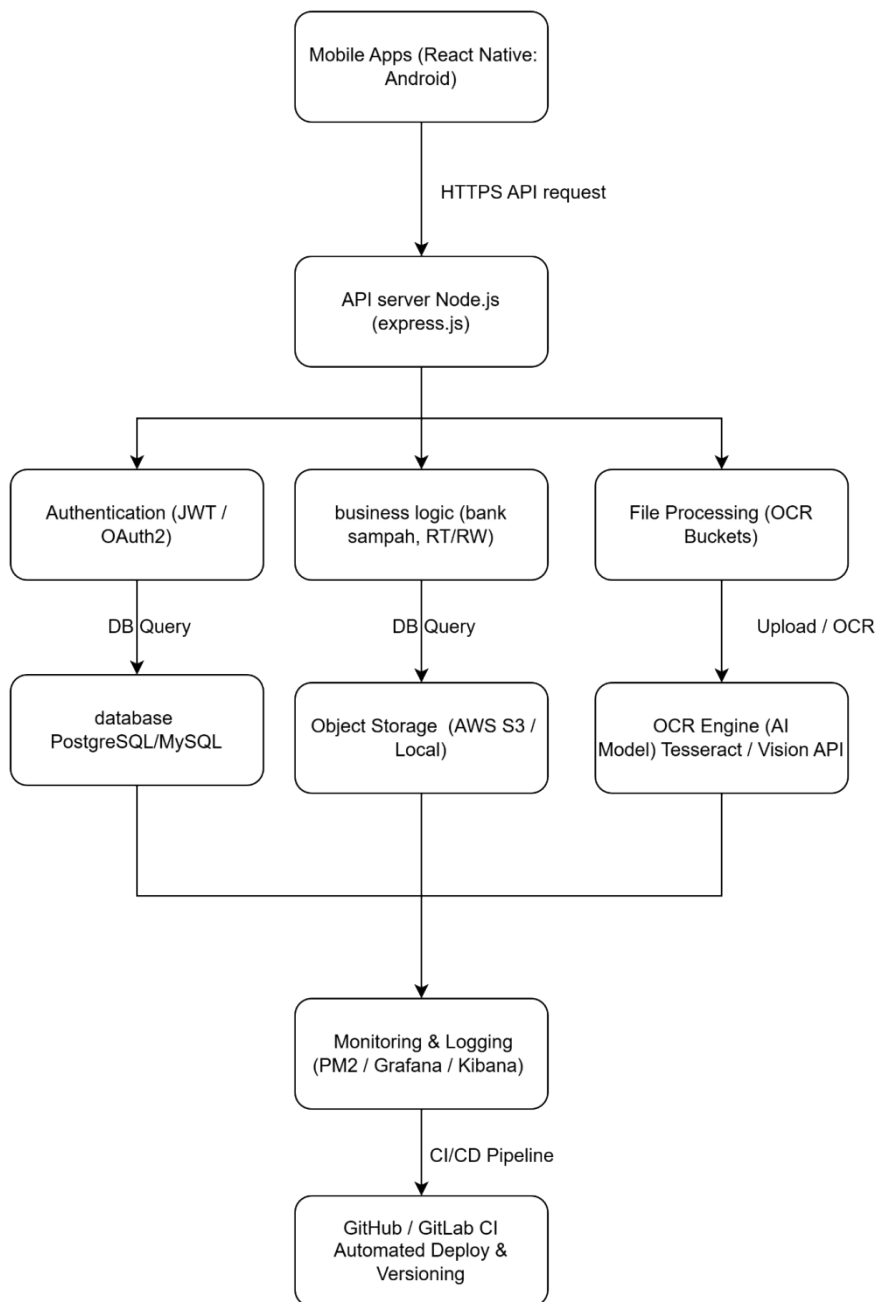 Mobile Apps (React Native:
Android)
HTTPS API request
API server Node.js
(express.js)
Authentication (JWT /
OAuth2)
business logic (bank
sampah, RT/RW)
File Processing (OCR
Buckets)
DB Query
DB Query
Upload / OCR
database
PostgreSQL/MySQL
Object Storage (AWS S3 /
Local)
OCR Engine (AI
Model) Tesseract / Vision API
Monitoring & Logging
(PM2 / Grafana / Kibana)
CI/CD Pipeline
GitHub / GitLab CI
Automated Deploy &
Versioning